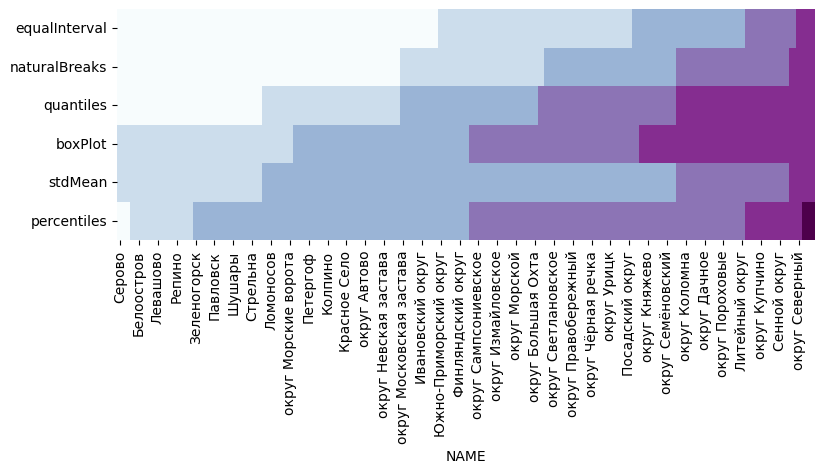 equalInterval
naturalBreaks
quantiles
boxPlot
stdMean
percentiles
Серово
Белоостров
Левашово
Репино
Зеленогорск
Павловск
Шушары
Стрельна
Ломоносов
округ Морские ворота
Петергоф
Колпино
Красное Село
округ Автово
округ Невская застава
округ Московская застава
Ивановский округ
Южно-Приморский округ
Финляндский округ
округ Сампсониевское
округ Измайловское
округ Морской
округ Большая Охта
округ Светлановское
округ Правобережный
округ Чёрная речка
округ Урицк
Посадский округ
округ Княжево
округ Семёновский
округ Коломна
округ Дачное
округ Пороховые
Литейный округ
округ Купчино
Сенной округ
округ Северный
NAME